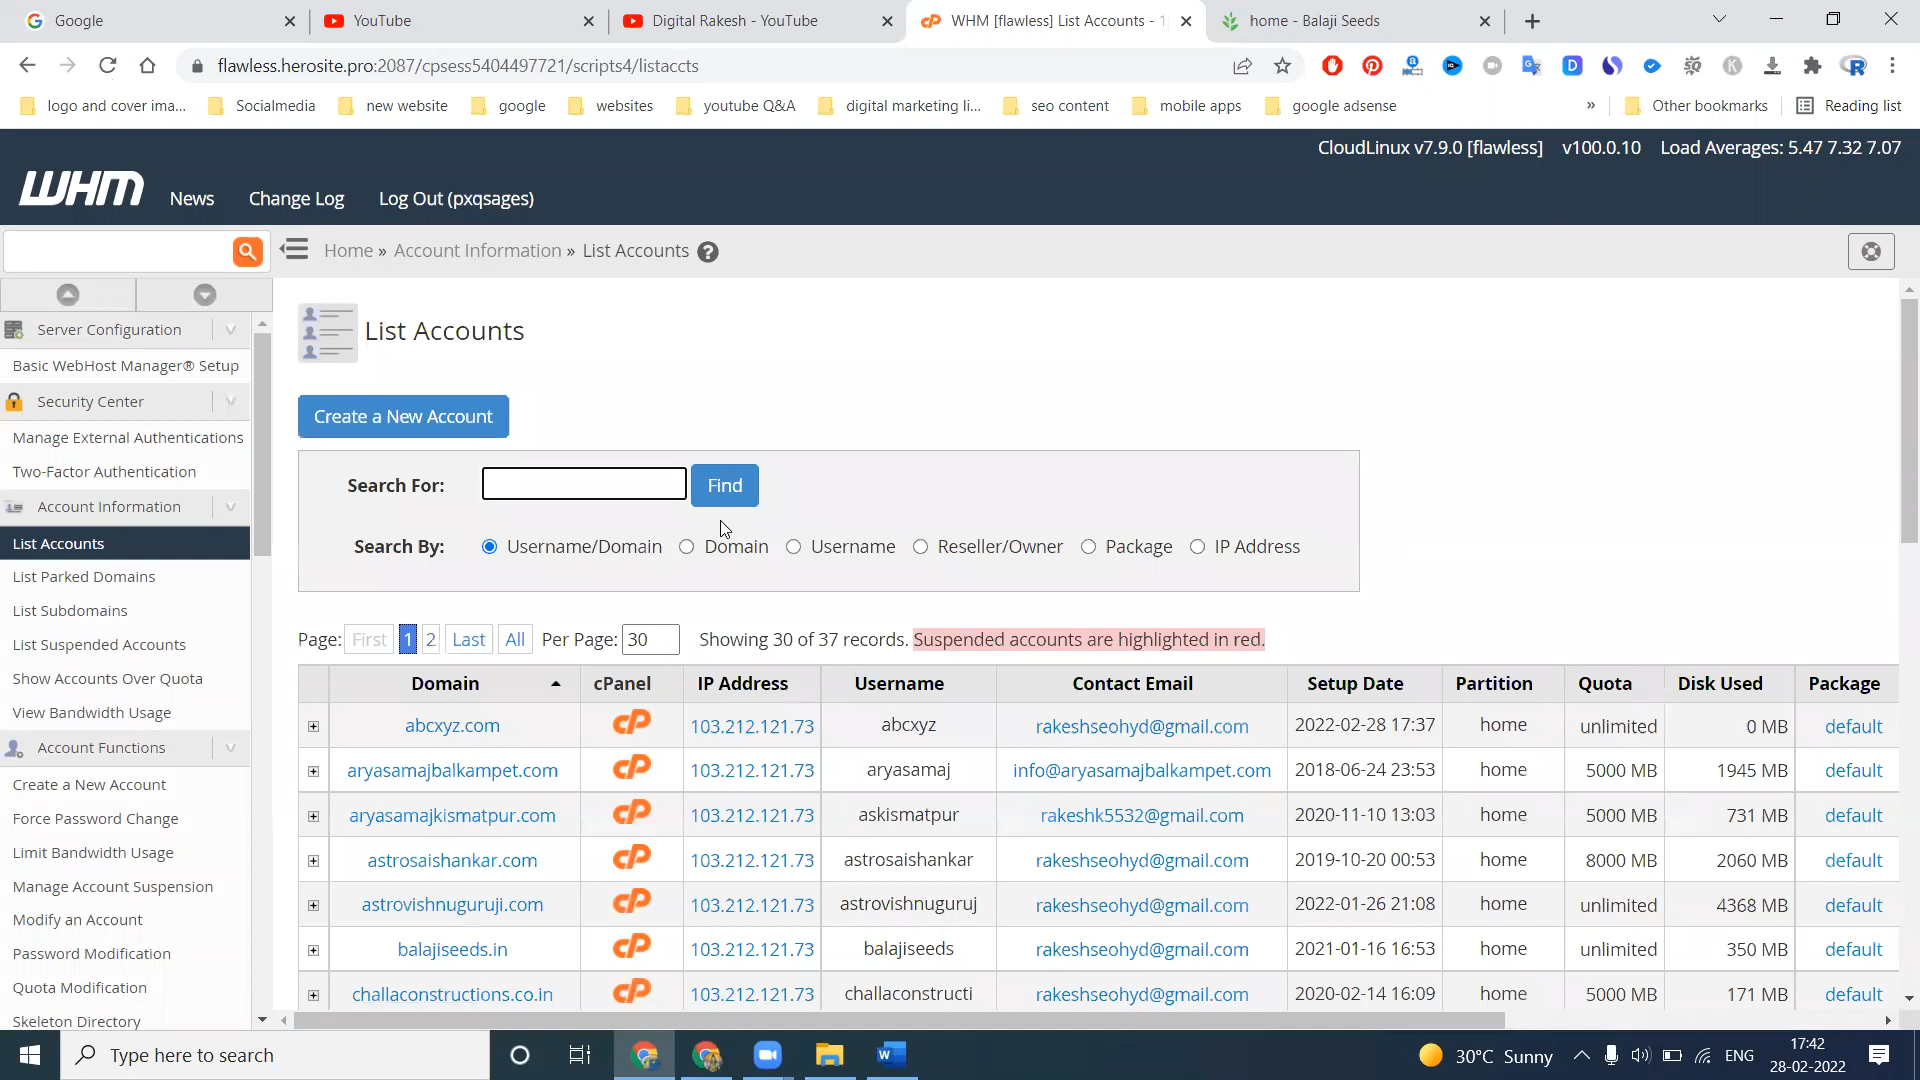 Google
YouTube
Digital Rakesh - YouTube
WHM [flawless] List Accounts - 1
home - Balaji Seeds
flawless.herosite.pro:2087/cpsess5404497721/scripts4/listaccts
logo and cover ima...
Socialmedia
new website
google
websites
youtube Q&A
digital marketing li...
seo content
mobile apps
google adsense
»
Other bookmarks
Reading list
CloudLinux v7.9.0 [flawless] v100.0.10 Load Averages: 5.47 7.32 7.07
WHM News Change Log Log Out (pxqsages)
Home » Account Information » List Accounts
Server Configuration
Basic WebHost Manager® Setup
Security Center
Manage External Authentications
Two-Factor Authentication
Account Information
List Accounts
List Parked Domains
List Subdomains
List Suspended Accounts
Show Accounts Over Quota
View Bandwidth Usage
Account Functions
Create a New Account
Force Password Change
Limit Bandwidth Usage
Manage Account Suspension
Modify an Account
Password Modification
Quota Modification
Skeleton Directory
List Accounts
Create a New Account
Search For: Find
Search By: Username/Domain Domain Username Reseller/Owner Package IP Address
Page: First 1 2 Last All Per Page: 30 Showing 30 of 37 records. Suspended accounts are highlighted in red.
Domain cPanel IP Address Username Contact Email Setup Date Partition Quota Disk Used Package
abcxyz.com cP 103.212.121.73 abcxyz rakeshseohyd@gmail.com 2022-02-28 17:37 home unlimited 0 MB default
aryasamajbalkampet.com cP 103.212.121.73 aryasamaj info@aryasamajbalkampet.com 2018-06-24 23:53 home 5000 MB 1945 MB default
aryasamajkismatpur.com cP 103.212.121.73 askismatpur rakeshk5532@gmail.com 2020-11-10 13:03 home 5000 MB 731 MB default
astrosaishankar.com cP 103.212.121.73 astrosaishankar rakeshseohyd@gmail.com 2019-10-20 00:53 home 8000 MB 2060 MB default
astrovishnuguruji.com cP 103.212.121.73 astrovishnuguruj rakeshseohyd@gmail.com 2022-01-26 21:08 home unlimited 4368 MB default
balajiseeds.in cP 103.212.121.73 balajiseeds rakeshseohyd@gmail.com 2021-01-16 16:53 home unlimited 350 MB default
challaconstructions.co.in cP 103.212.121.73 challaconstructi rakeshseohyd@gmail.com 2020-02-14 16:09 home 5000 MB 171 MB default
Type here to search
30°C Sunny
ENG
17:42
28-02-2022